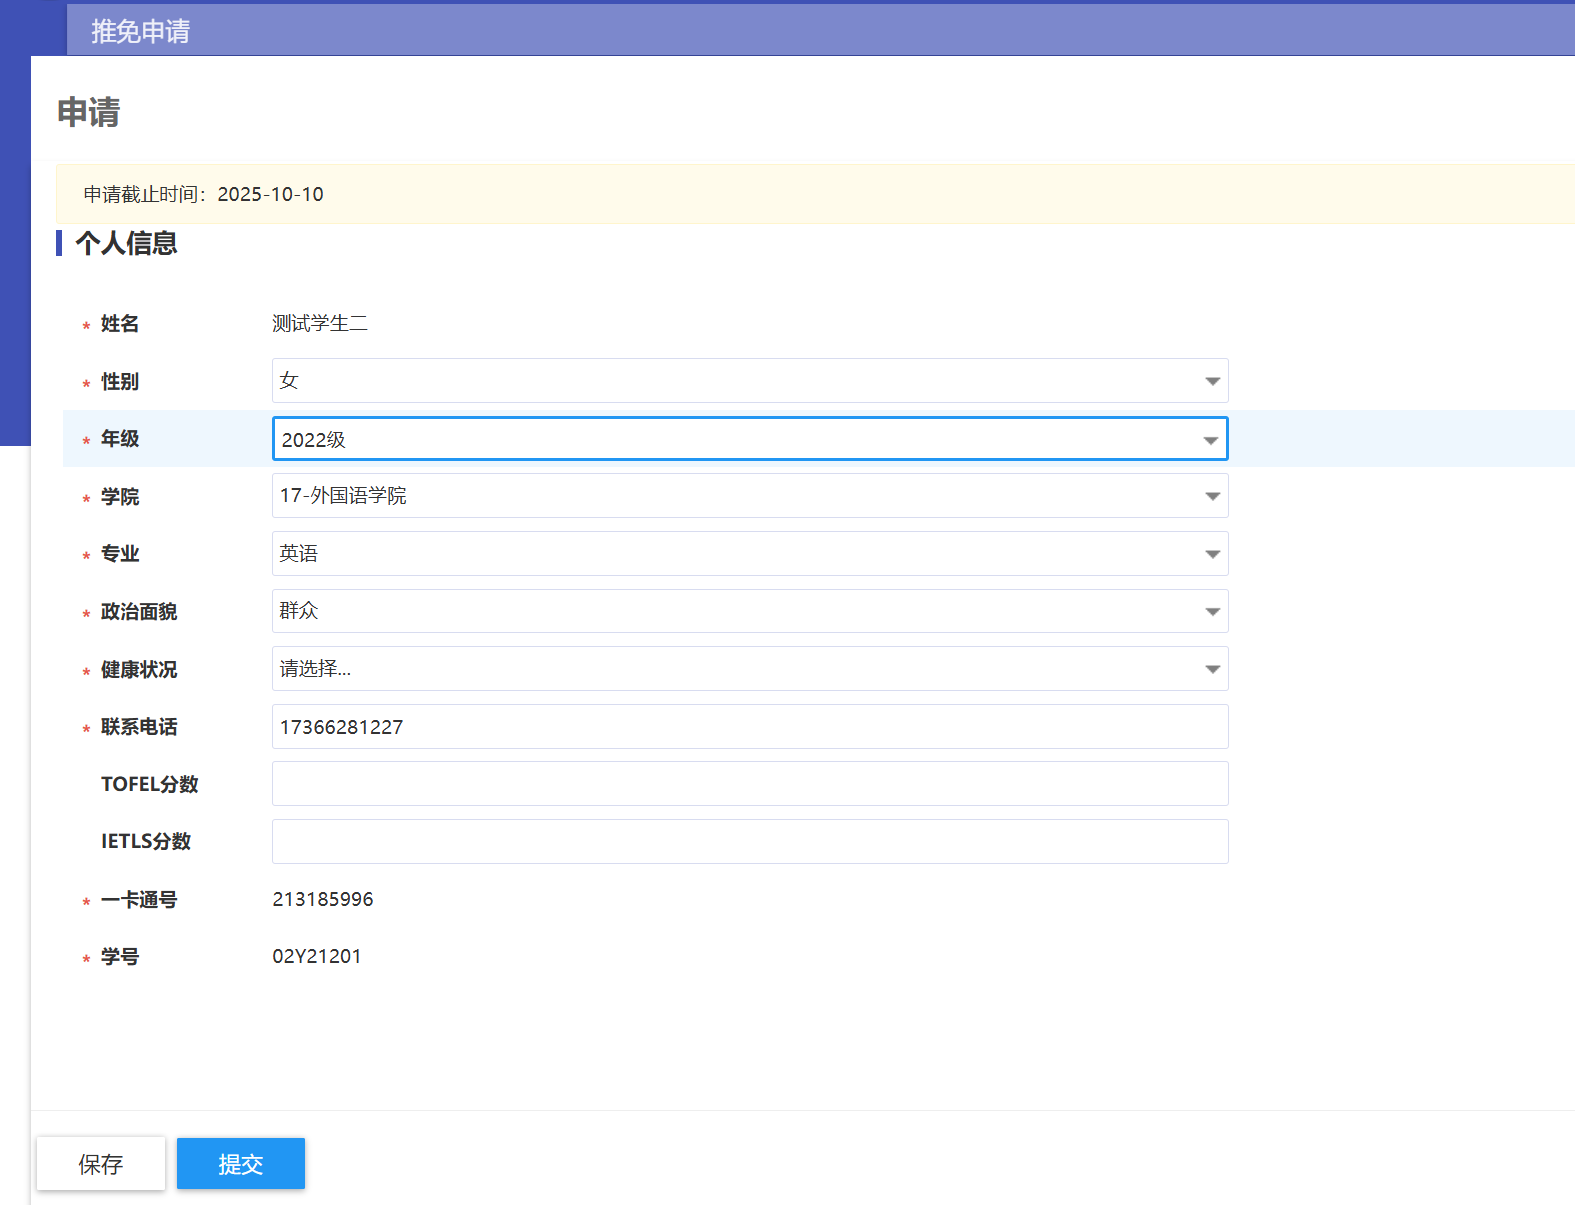 推免申请
申请
申请截止时间：2025-10-10
个人信息
* 姓名 测试学生二
* 性别 女
* 年级 2022级
* 学院 17-外国语学院
* 专业 英语
* 政治面貌 群众
* 健康状况 请选择...
* 联系电话 17366281227
TOFEL分数
IETLS分数
* 一卡通号 213185996
* 学号 02Y21201
保存 提交